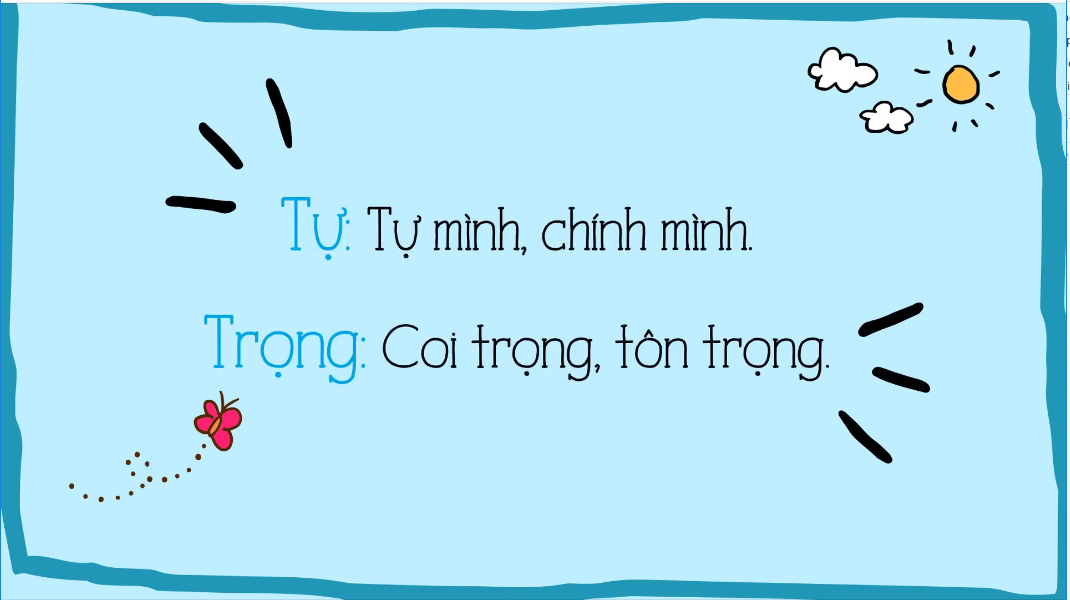 Tự: Tự mình, chính mình.
Trọng: Coi trọng, tôn trọng.